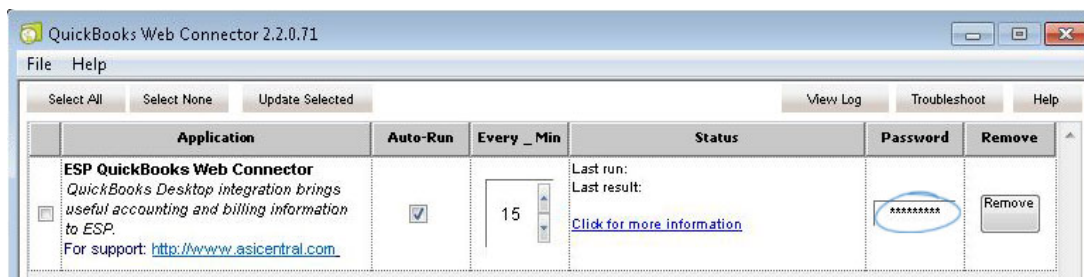 QuickBooks Web Connector 2.2.0.71
File Help
Select All Select None Update Selected View Log Troubleshoot Help
Application Auto-Run Every _ Min Status Password Remove
ESP QuickBooks Web Connector
QuickBooks Desktop integration brings
useful accounting and billing information
to ESP.
For support: http://www.asicentral.com
15
Last run:
Last result:
Click for more information
*********
Remove